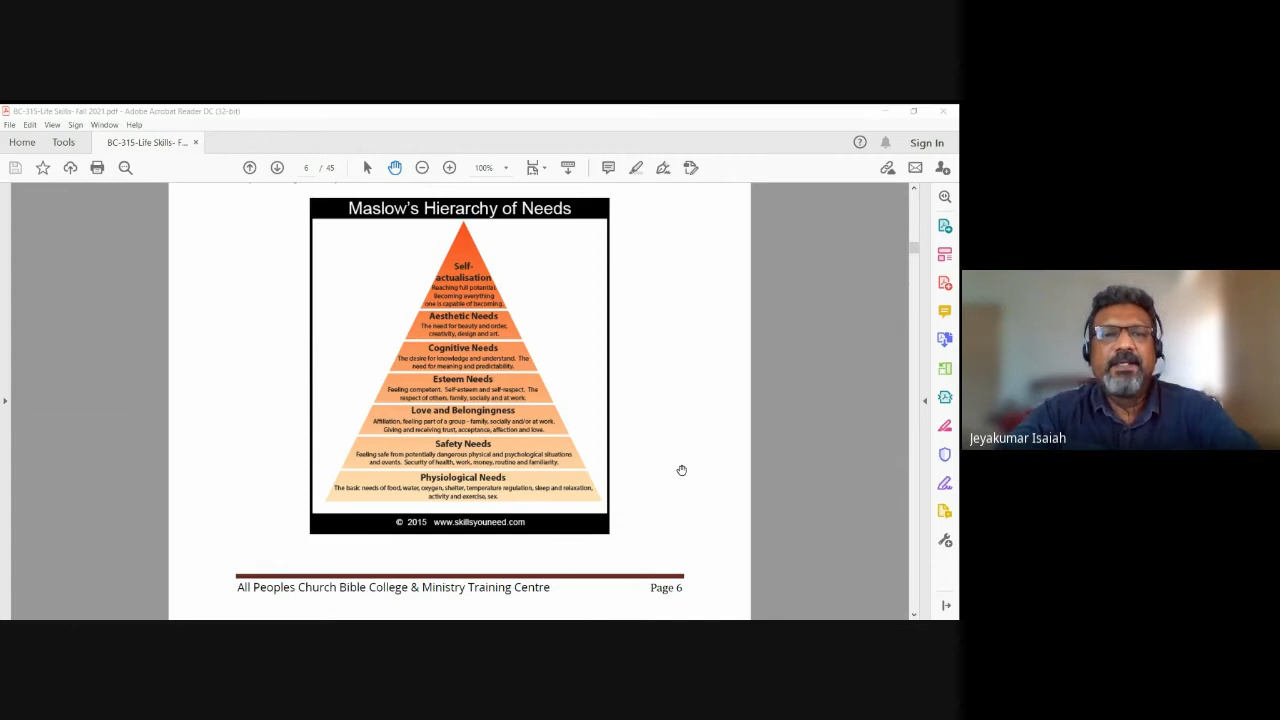 BC-315-Life Skills- Fall 2021.pdf - Adobe Acrobat Reader DC (32-bit)
File Edit View Sign Window Help
Home Tools BC-315-Life Skills- F... × Sign In
6 / 45 100%
Maslow's Hierarchy of Needs
Self-
actualisation
Reaching full potential.
Becoming everything
one is capable of becoming.
Aesthetic Needs
The need for beauty and order,
creativity, design and art.
Cognitive Needs
The desire for knowledge and understand. The
need for meaning and predictability.
Esteem Needs
Feeling competent. Self-esteem and self-respect. The
respect of others, family, socially and at work.
Love and Belongingness
Affiliation, feeling part of a group - family, socially and/or at work.
Giving and receiving trust, acceptance, affection and love.
Safety Needs
Feeling safe from potentially dangerous physical and psychological situations
and events. Security of health, work, money, routine and familiarity.
Physiological Needs
The basic needs of food, water, oxygen, shelter, temperature regulation, sleep and relaxation,
activity and exercise, sex.
© 2015 www.skillsyouneed.com
All Peoples Church Bible College & Ministry Training Centre Page 6
Jeyakumar Isaiah